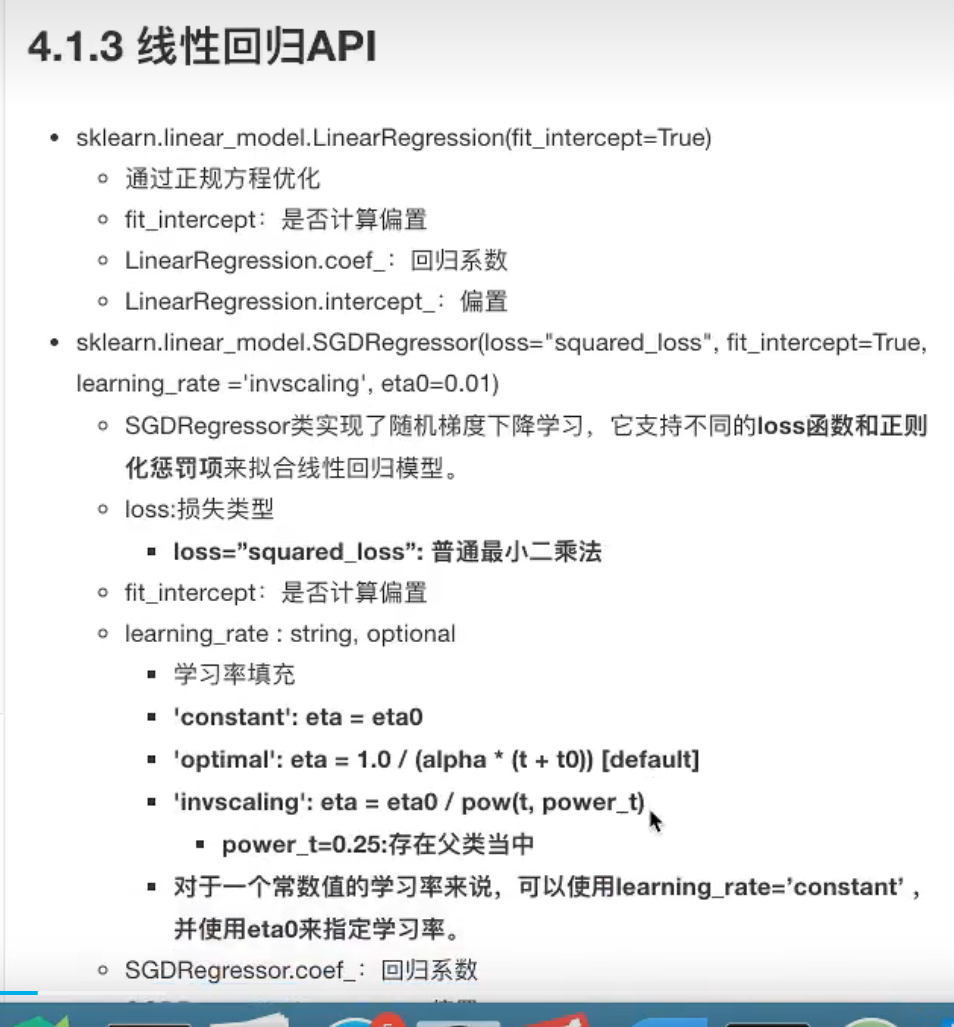 4.1.3 线性回归API
sklearn.linear_model.LinearRegression(fit_intercept=True)
通过正规方程优化
fit_intercept：是否计算偏置
LinearRegression.coef_：回归系数
LinearRegression.intercept_：偏置
sklearn.linear_model.SGDRegressor(loss="squared_loss", fit_intercept=True,
learning_rate ='invscaling', eta0=0.01)
SGDRegressor类实现了随机梯度下降学习，它支持不同的loss函数和正则
化惩罚项来拟合线性回归模型。
loss:损失类型
loss=”squared_loss”: 普通最小二乘法
fit_intercept：是否计算偏置
learning_rate : string, optional
学习率填充
'constant': eta = eta0
'optimal': eta = 1.0 / (alpha * (t + t0)) [default]
'invscaling': eta = eta0 / pow(t, power_t)
power_t=0.25:存在父类当中
对于一个常数值的学习率来说，可以使用learning_rate=’constant’ ，
并使用eta0来指定学习率。
SGDRegressor.coef_：回归系数